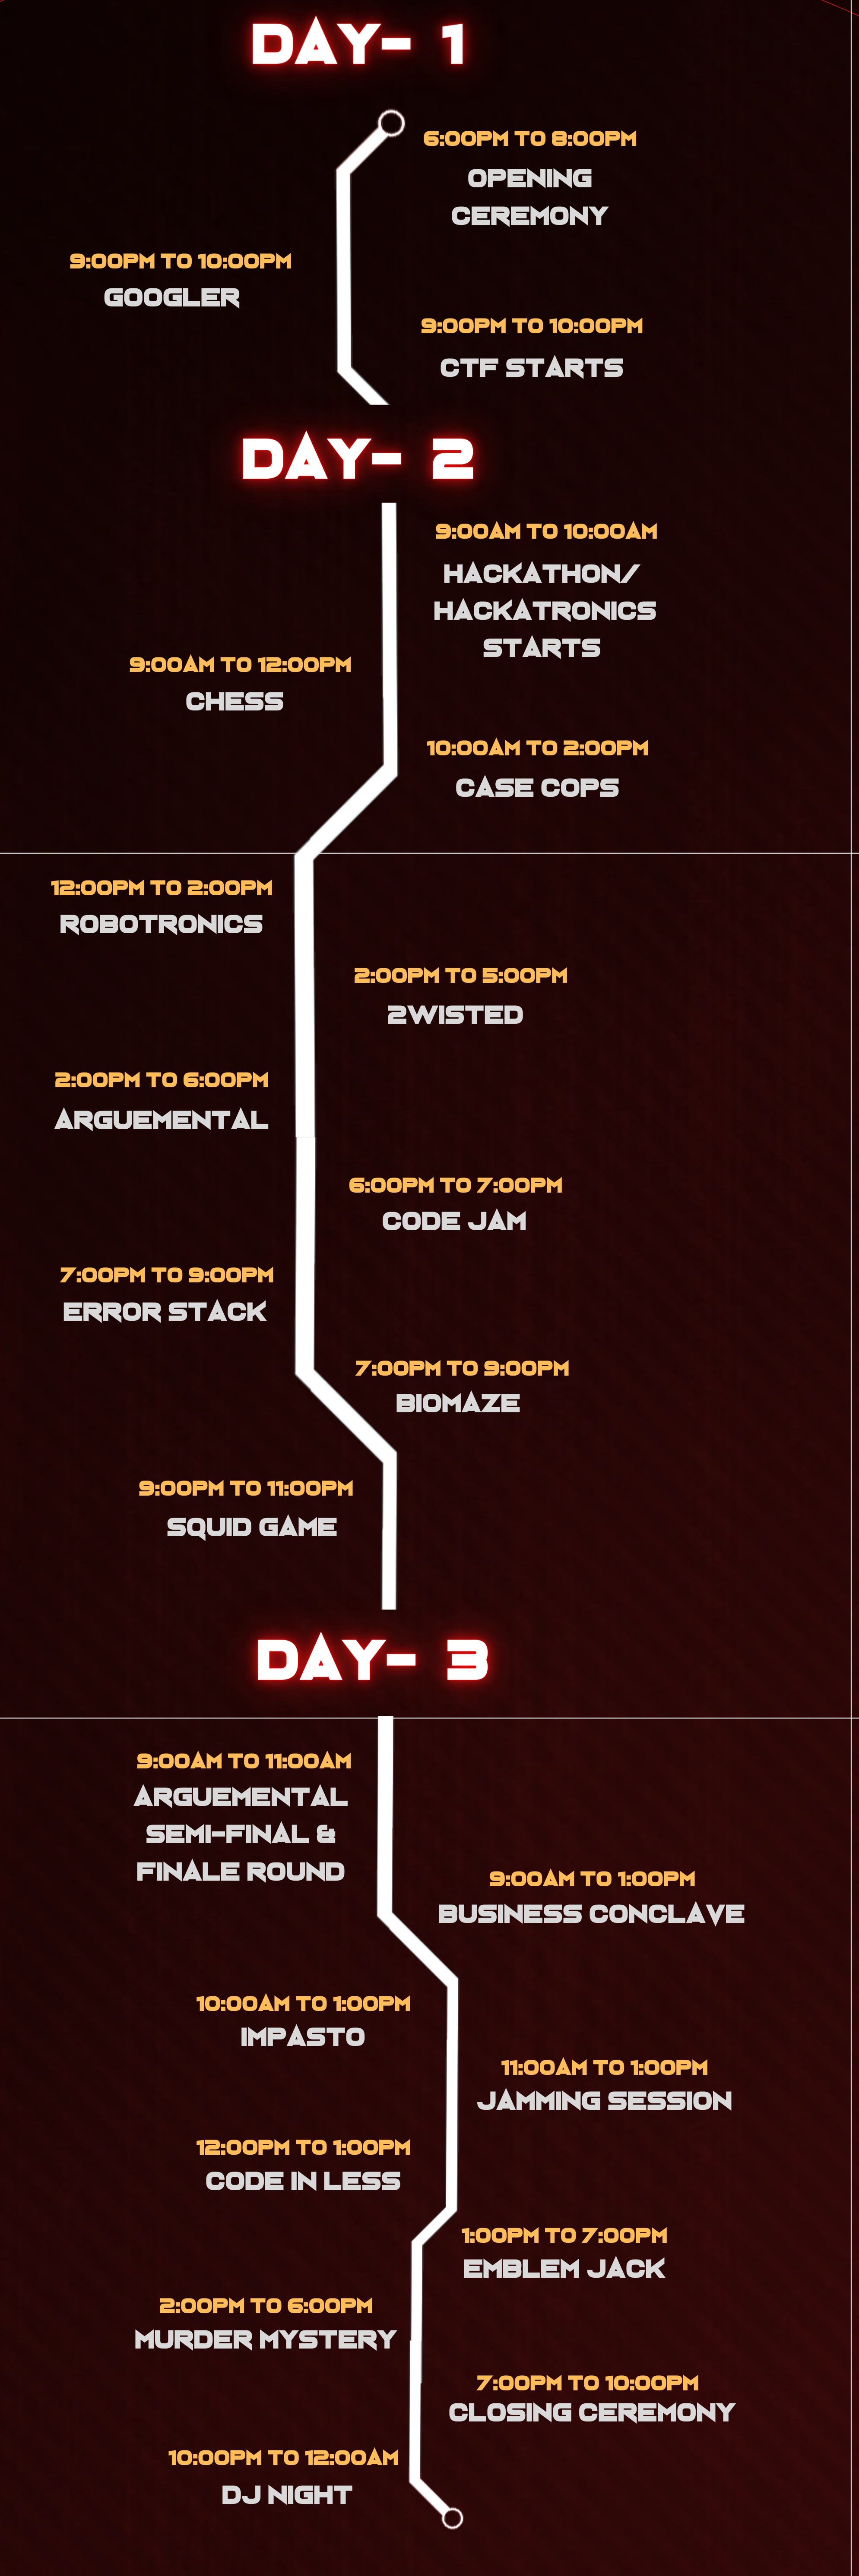 DAY- 1
6:00PM TO 8:00PM
OPENING
CEREMONY
9:00PM TO 10:00PM
GOOGLER
9:00PM TO 10:00PM
CTF STARTS
DAY- 2
9:00AM TO 10:00AM
HACKATHON/
HACKATRONICS
STARTS
9:00AM TO 12:00PM
CHESS
10:00AM TO 2:00PM
CASE COPS
12:00PM TO 2:00PM
ROBOTRONICS
2:00PM TO 5:00PM
2WISTED
2:00PM TO 6:00PM
ARGUEMENTAL
6:00PM TO 7:00PM
CODE JAM
7:00PM TO 9:00PM
ERROR STACK
7:00PM TO 9:00PM
BIOMAZE
9:00PM TO 11:00PM
SQUID GAME
DAY- 3
9:00AM TO 11:00AM
ARGUEMENTAL
SEMI-FINAL &
FINALE ROUND
9:00AM TO 1:00PM
BUSINESS CONCLAVE
10:00AM TO 1:00PM
IMPASTO
11:00AM TO 1:00PM
JAMMING SESSION
12:00PM TO 1:00PM
CODE IN LESS
1:00PM TO 7:00PM
EMBLEM JACK
2:00PM TO 6:00PM
MURDER MYSTERY
7:00PM TO 10:00PM
CLOSING CEREMONY
10:00PM TO 12:00AM
DJ NIGHT